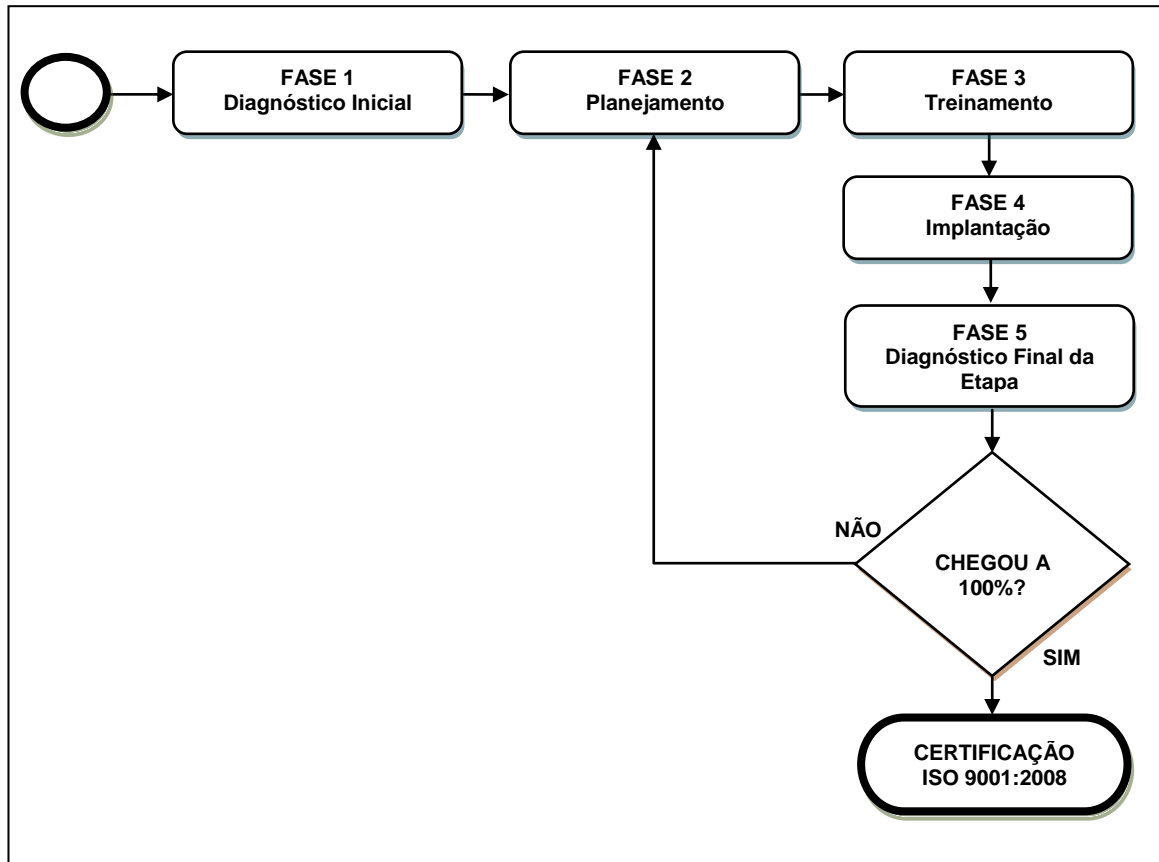 FASE 1
Diagnóstico Inicial
FASE 2
Planejamento
FASE 3
Treinamento
FASE 4
Implantação
FASE 5
Diagnóstico Final da
Etapa
NÃO
CHEGOU A
100%?
SIM
CERTIFICAÇÃO
ISO 9001:2008